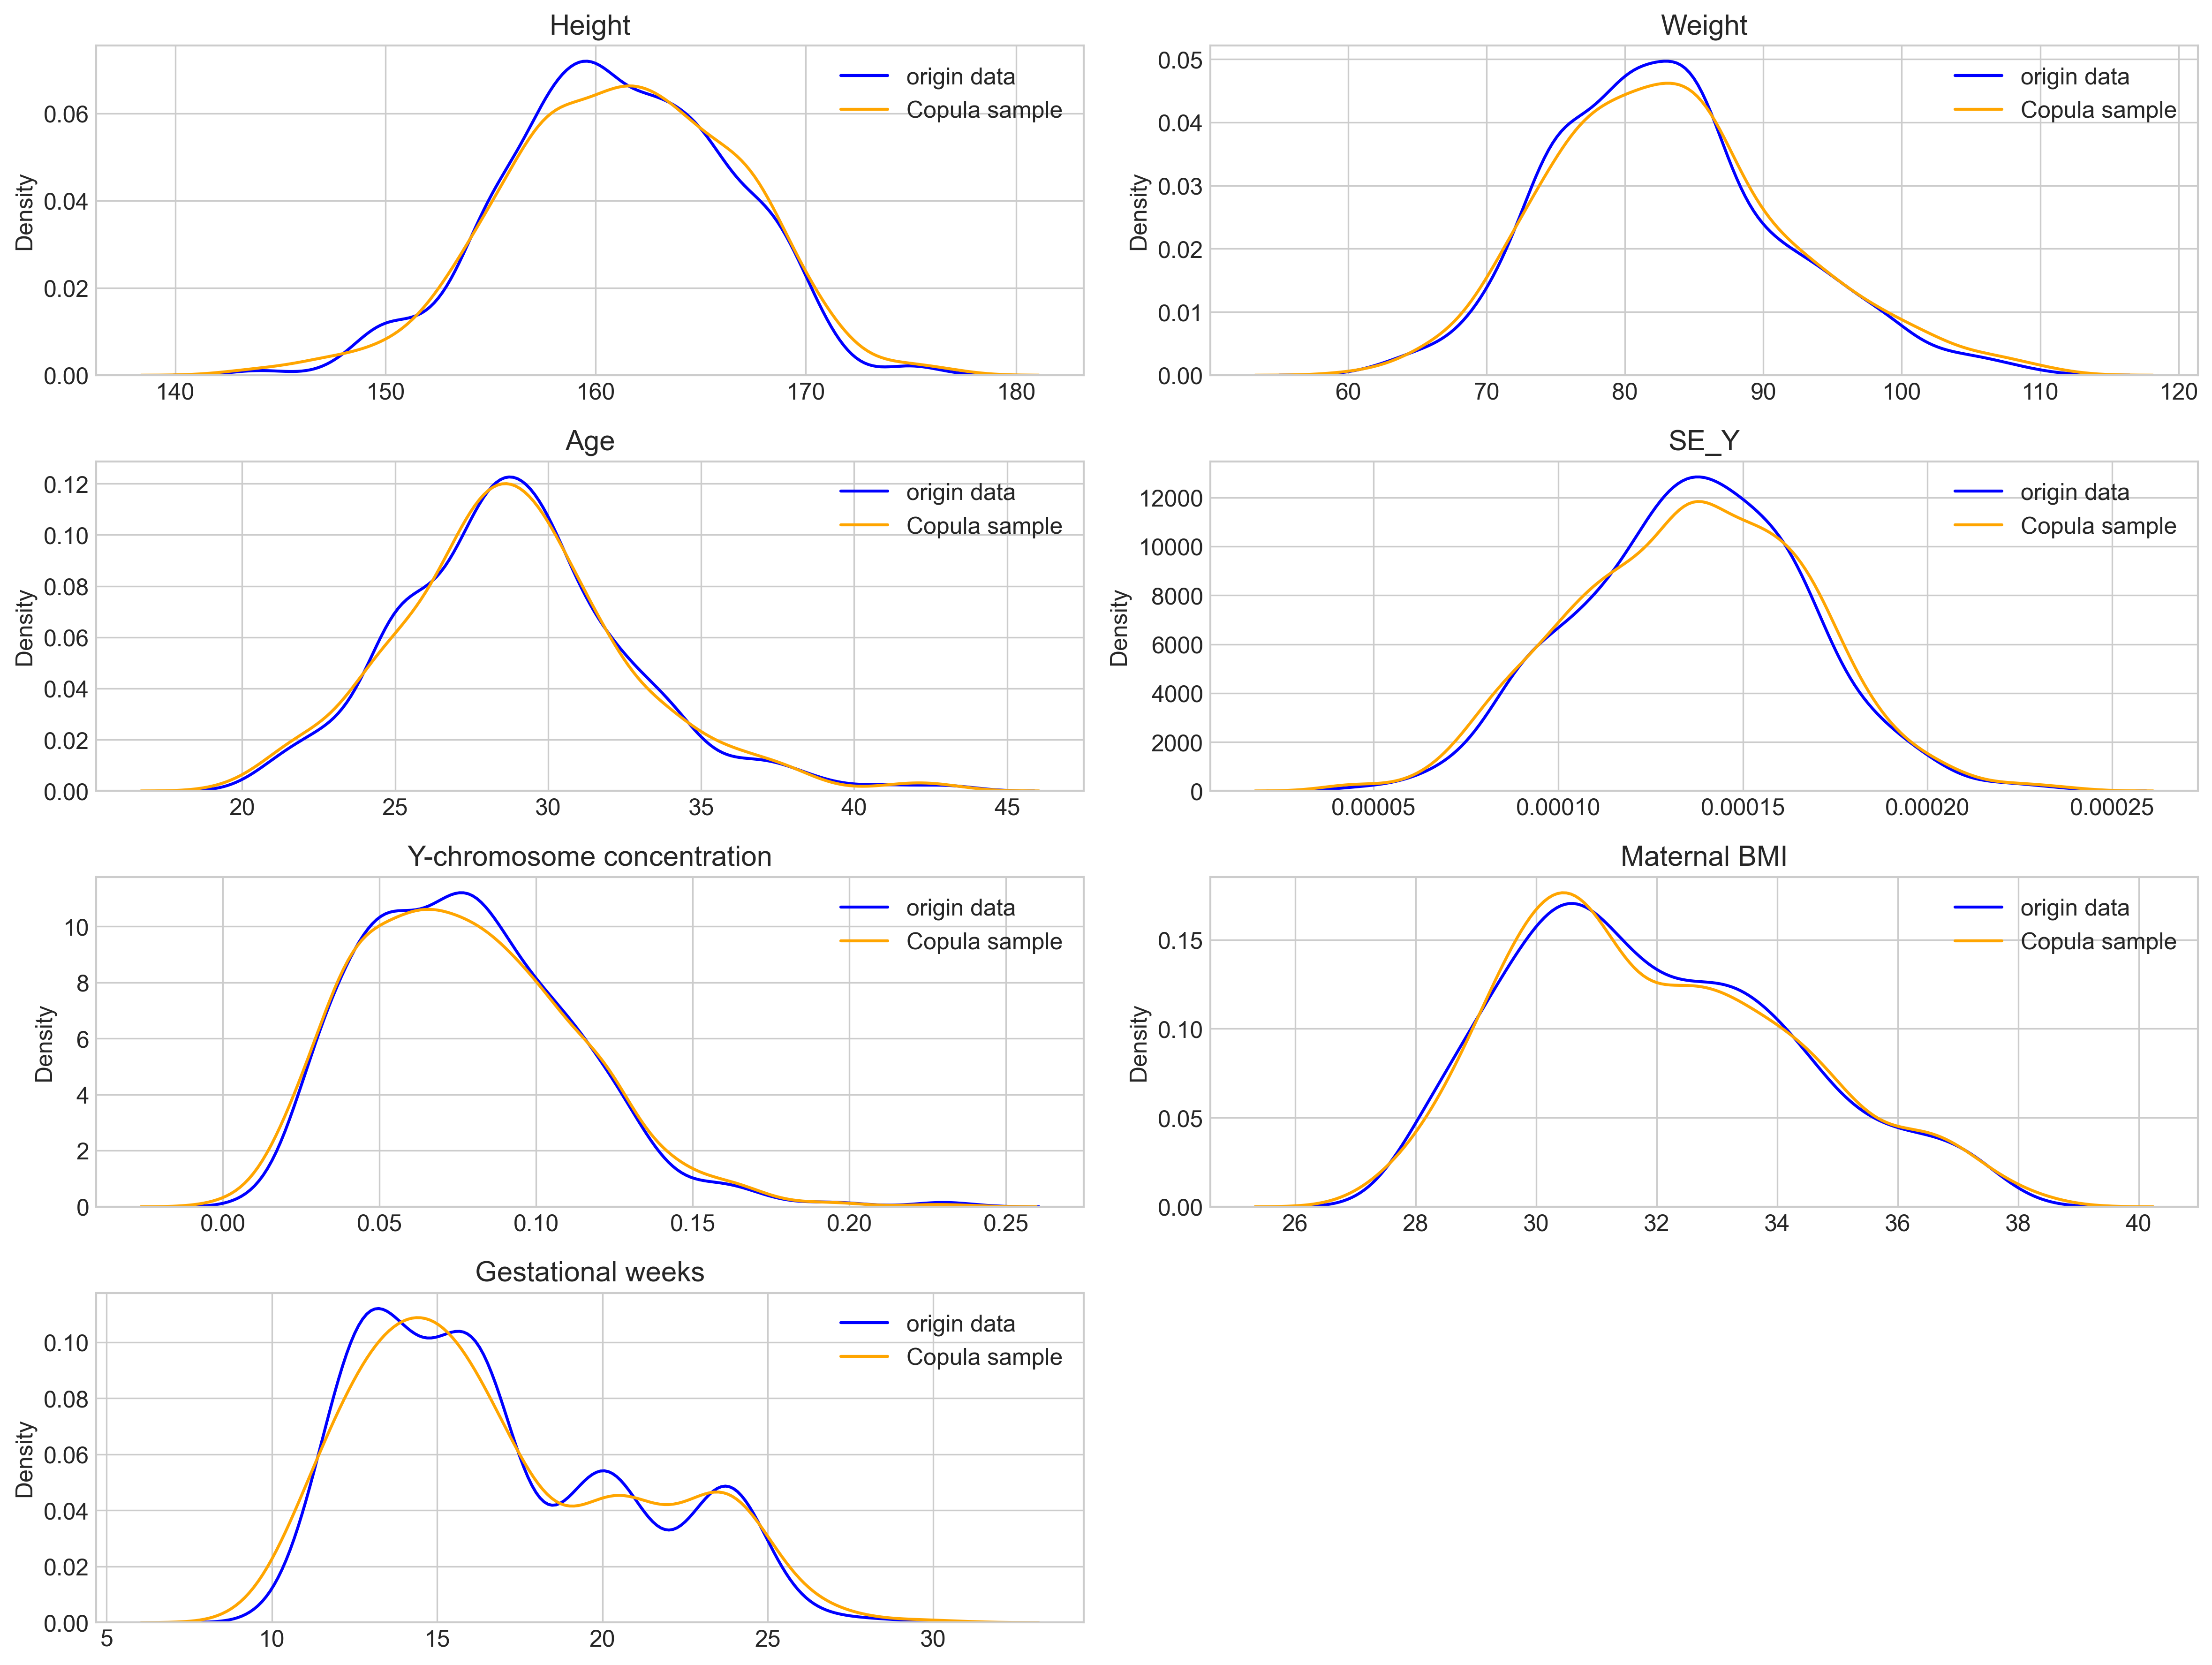 Height
origin data
Copula sample
Density
0.06
0.04
0.02
0.00
140 150 160 170 180
Weight
origin data
Copula sample
Density
0.05
0.04
0.03
0.02
0.01
0.00
60 70 80 90 100 110 120
Age
origin data
Copula sample
Density
0.12
0.10
0.08
0.06
0.04
0.02
0.00
20 25 30 35 40 45
SE_Y
origin data
Copula sample
Density
12000
10000
8000
6000
4000
2000
0
0.00005 0.00010 0.00015 0.00020 0.00025
Y-chromosome concentration
origin data
Copula sample
Density
10
8
6
4
2
0
0.00 0.05 0.10 0.15 0.20 0.25
Maternal BMI
origin data
Copula sample
Density
0.15
0.10
0.05
0.00
26 28 30 32 34 36 38 40
Gestational weeks
origin data
Copula sample
Density
0.10
0.08
0.06
0.04
0.02
0.00
5 10 15 20 25 30